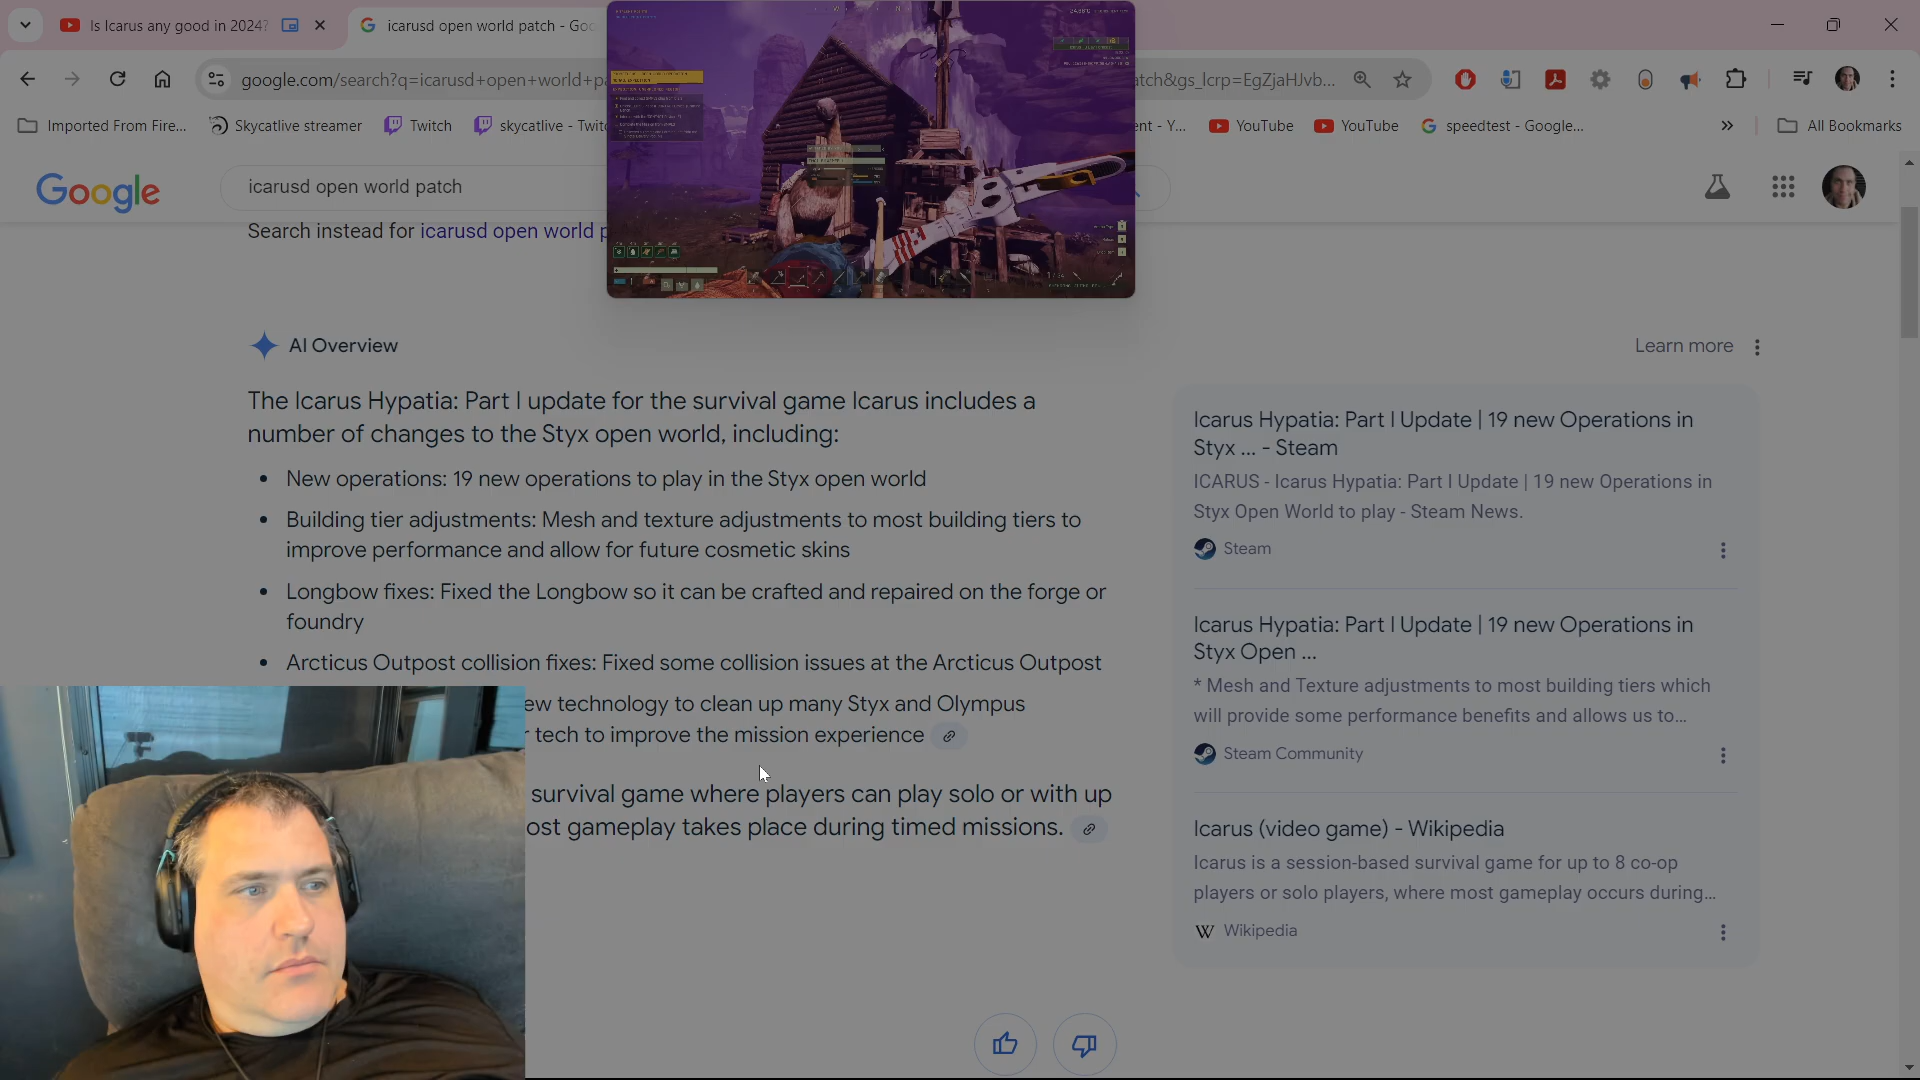 Is Icarus any good in 2024?
icarusd open world patch - Goo
google.com/search?q=icarusd+open+world+p
atch&gs_lcrp=EgZjaHJvb...
Imported From Fire...
Skycatlive streamer
Twitch
skycatlive - Twitc
ent - Y...
YouTube
YouTube
speedtest - Google...
All Bookmarks
Google
icarusd open world patch
Search instead for icarusd open world p
AI Overview
Learn more
The Icarus Hypatia: Part I update for the survival game Icarus includes a
number of changes to the Styx open world, including:
• New operations: 19 new operations to play in the Styx open world
• Building tier adjustments: Mesh and texture adjustments to most building tiers to
improve performance and allow for future cosmetic skins
• Longbow fixes: Fixed the Longbow so it can be crafted and repaired on the forge or
foundry
• Arcticus Outpost collision fixes: Fixed some collision issues at the Arcticus Outpost
ew technology to clean up many Styx and Olympus
r tech to improve the mission experience
survival game where players can play solo or with up
ost gameplay takes place during timed missions.
Icarus Hypatia: Part I Update | 19 new Operations in
Styx ... - Steam
ICARUS - Icarus Hypatia: Part I Update | 19 new Operations in
Styx Open World to play - Steam News.
Steam
Icarus Hypatia: Part I Update | 19 new Operations in
Styx Open ...
* Mesh and Texture adjustments to most building tiers which
will provide some performance benefits and allows us to...
Steam Community
Icarus (video game) - Wikipedia
Icarus is a session-based survival game for up to 8 co-op
players or solo players, where most gameplay occurs during...
W Wikipedia